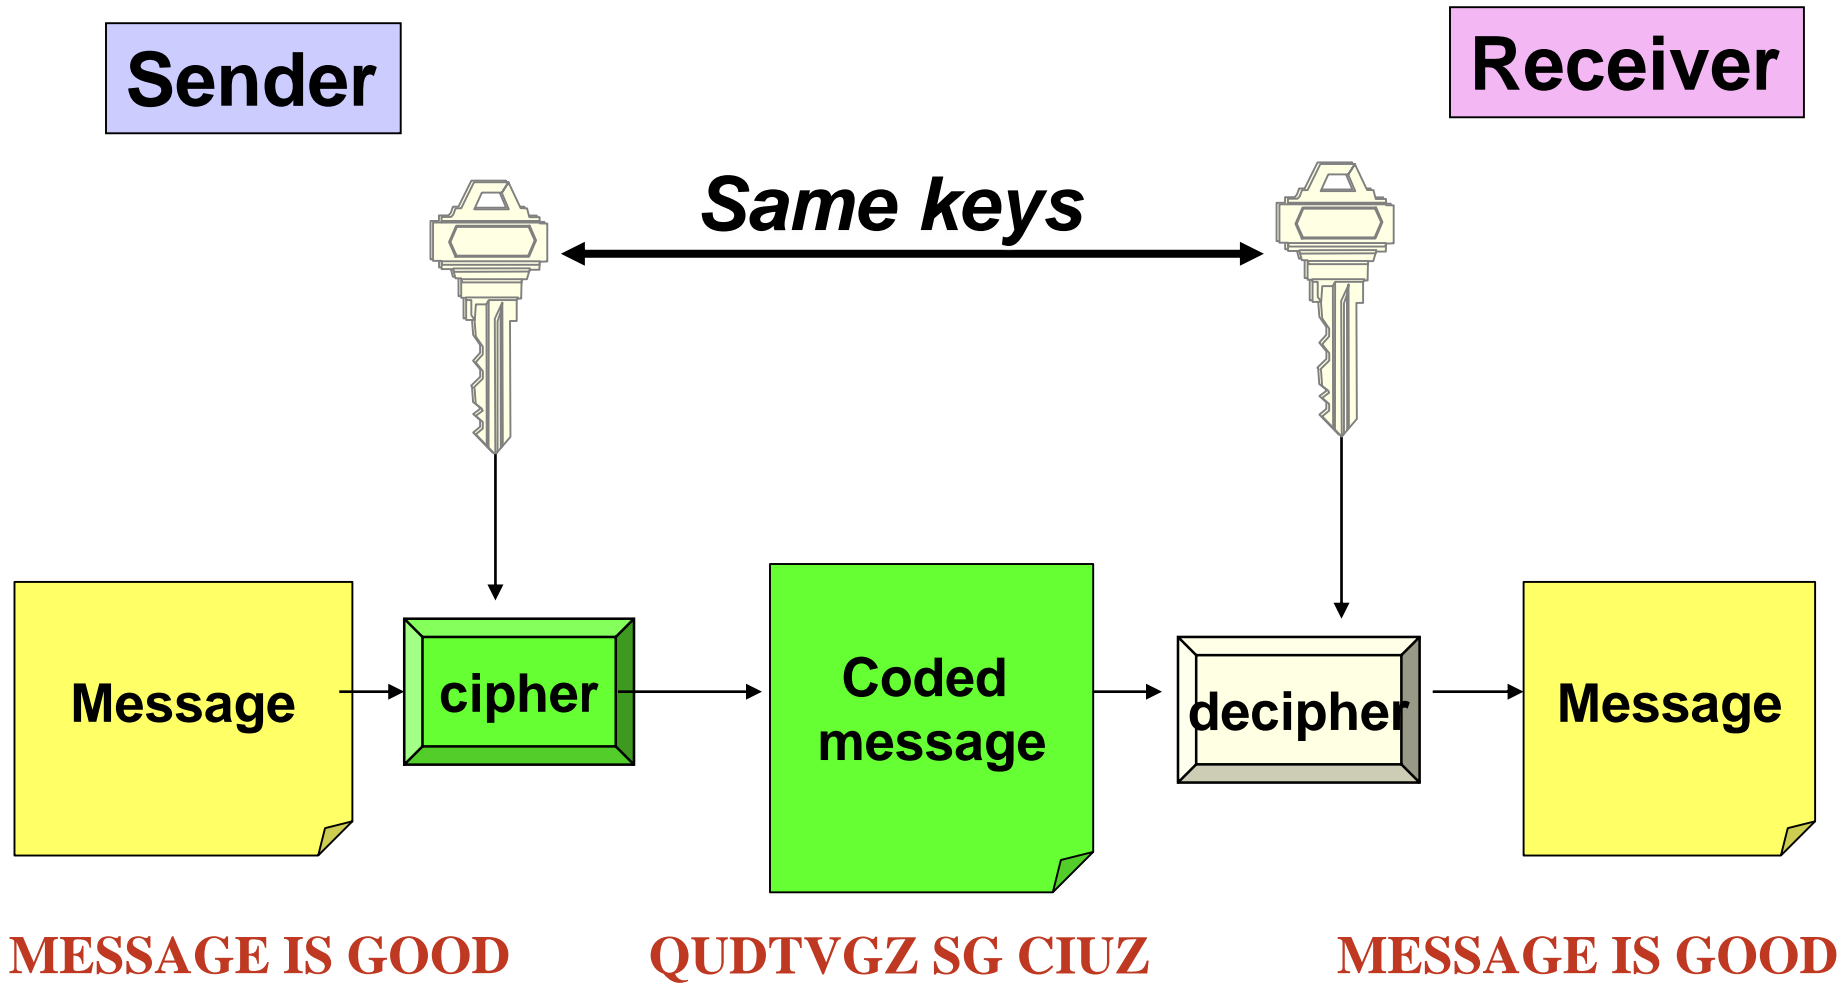 Sender
Receiver
Same keys
Message
cipher
Coded
message
decipher
Message
MESSAGE IS GOOD
QUDTVGZ SG CIUZ
MESSAGE IS GOOD